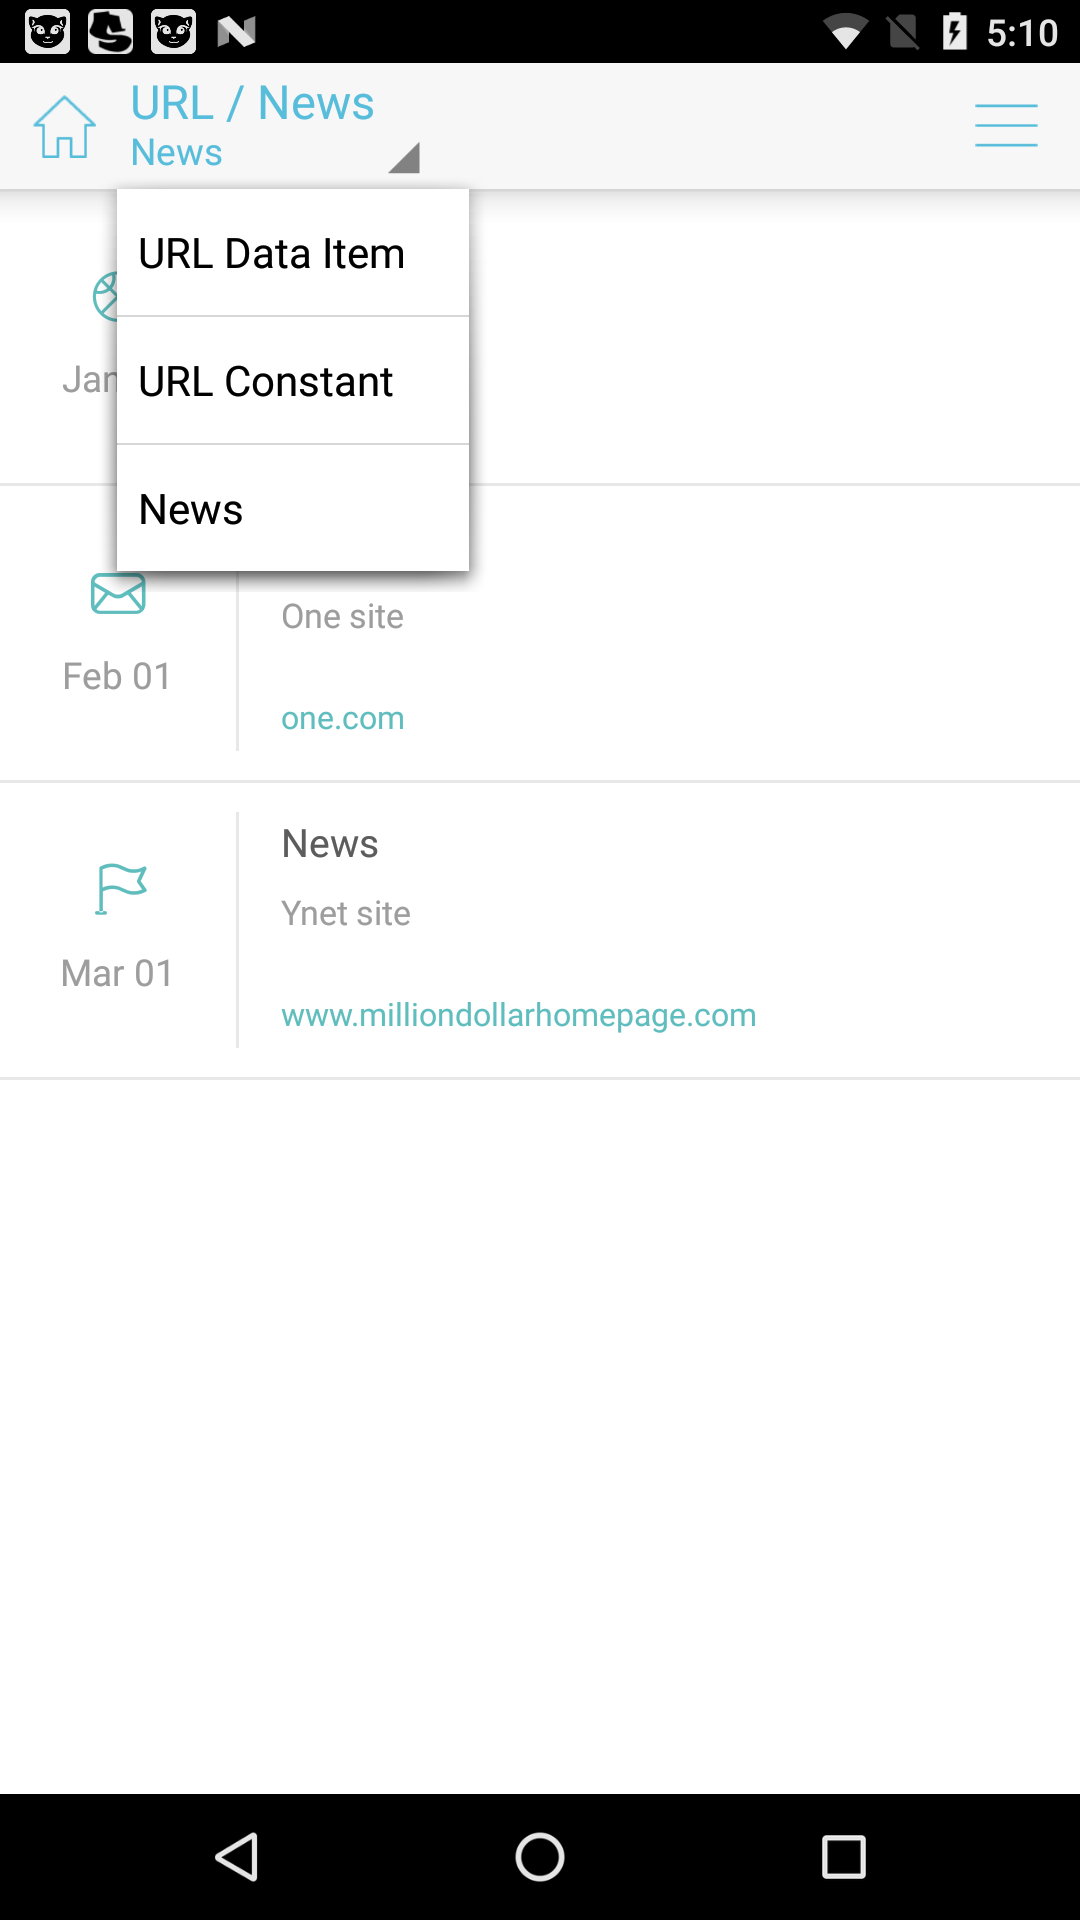 5:10
URL / News
News
URL Data Item
URL Constant
News
Jan
One site
Feb 01
one.com
News
Ynet site
Mar 01
www.milliondollarhomepage.com